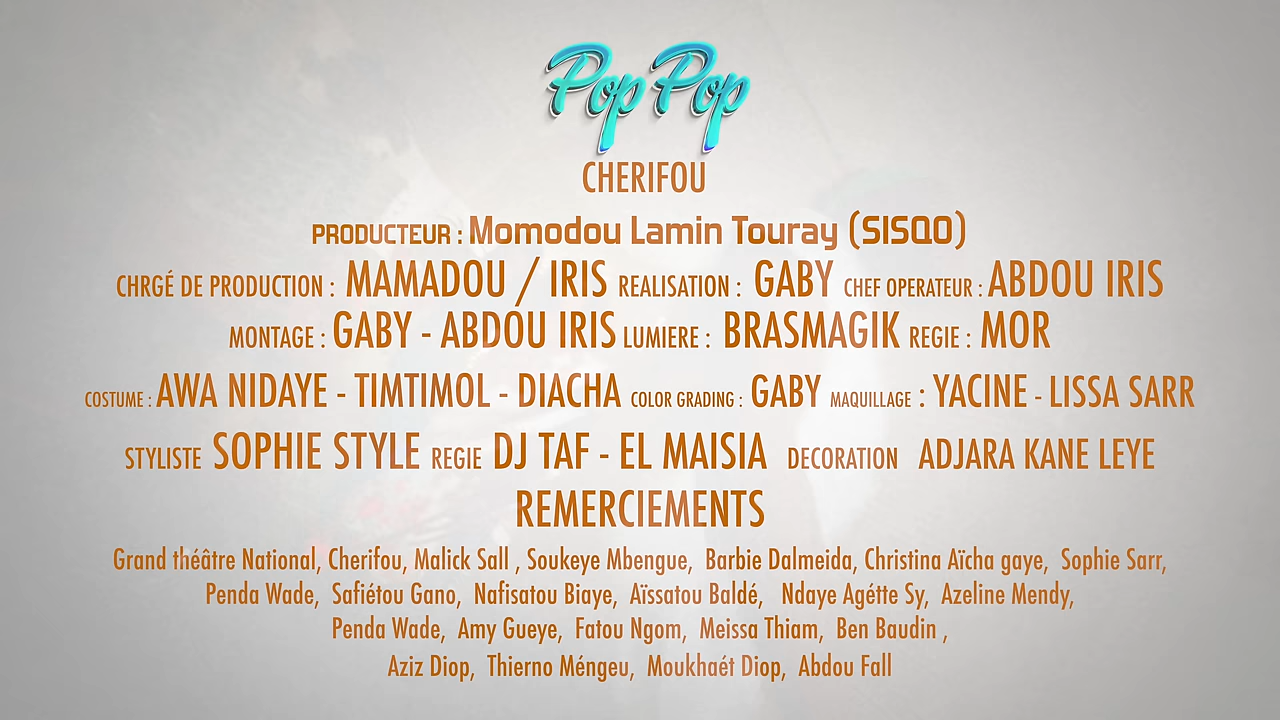 Pop Pop
CHERIFOU
PRODUCTEUR : Momodou Lamin Touray (SISQO)
CHRGÉ DE PRODUCTION : MAMADOU / IRIS REALISATION : GABY CHEF OPERATEUR : ABDOU IRIS
MONTAGE : GABY - ABDOU IRIS LUMIERE : BRASMAGIK REGIE : MOR
COSTUME : AWA NIDAYE - TIMTIMOL - DIACHA COLOR GRADING : GABY MAQUILLAGE : YACINE - LISSA SARR
STYLISTE SOPHIE STYLE REGIE DJ TAF - EL MAISIA DECORATION ADJARA KANE LEYE
REMERCIEMENTS
Grand théâtre National, Cherifou, Malick Sall , Soukeye Mbengue, Barbie Dalmeida, Christina Aïcha gaye, Sophie Sarr,
Penda Wade, Safiétou Gano, Nafisatou Biaye, Aïssatou Baldé, Ndaye Agétte Sy, Azeline Mendy,
Penda Wade, Amy Gueye, Fatou Ngom, Meissa Thiam, Ben Baudin ,
Aziz Diop, Thierno Méngeu, Moukhaét Diop, Abdou Fall